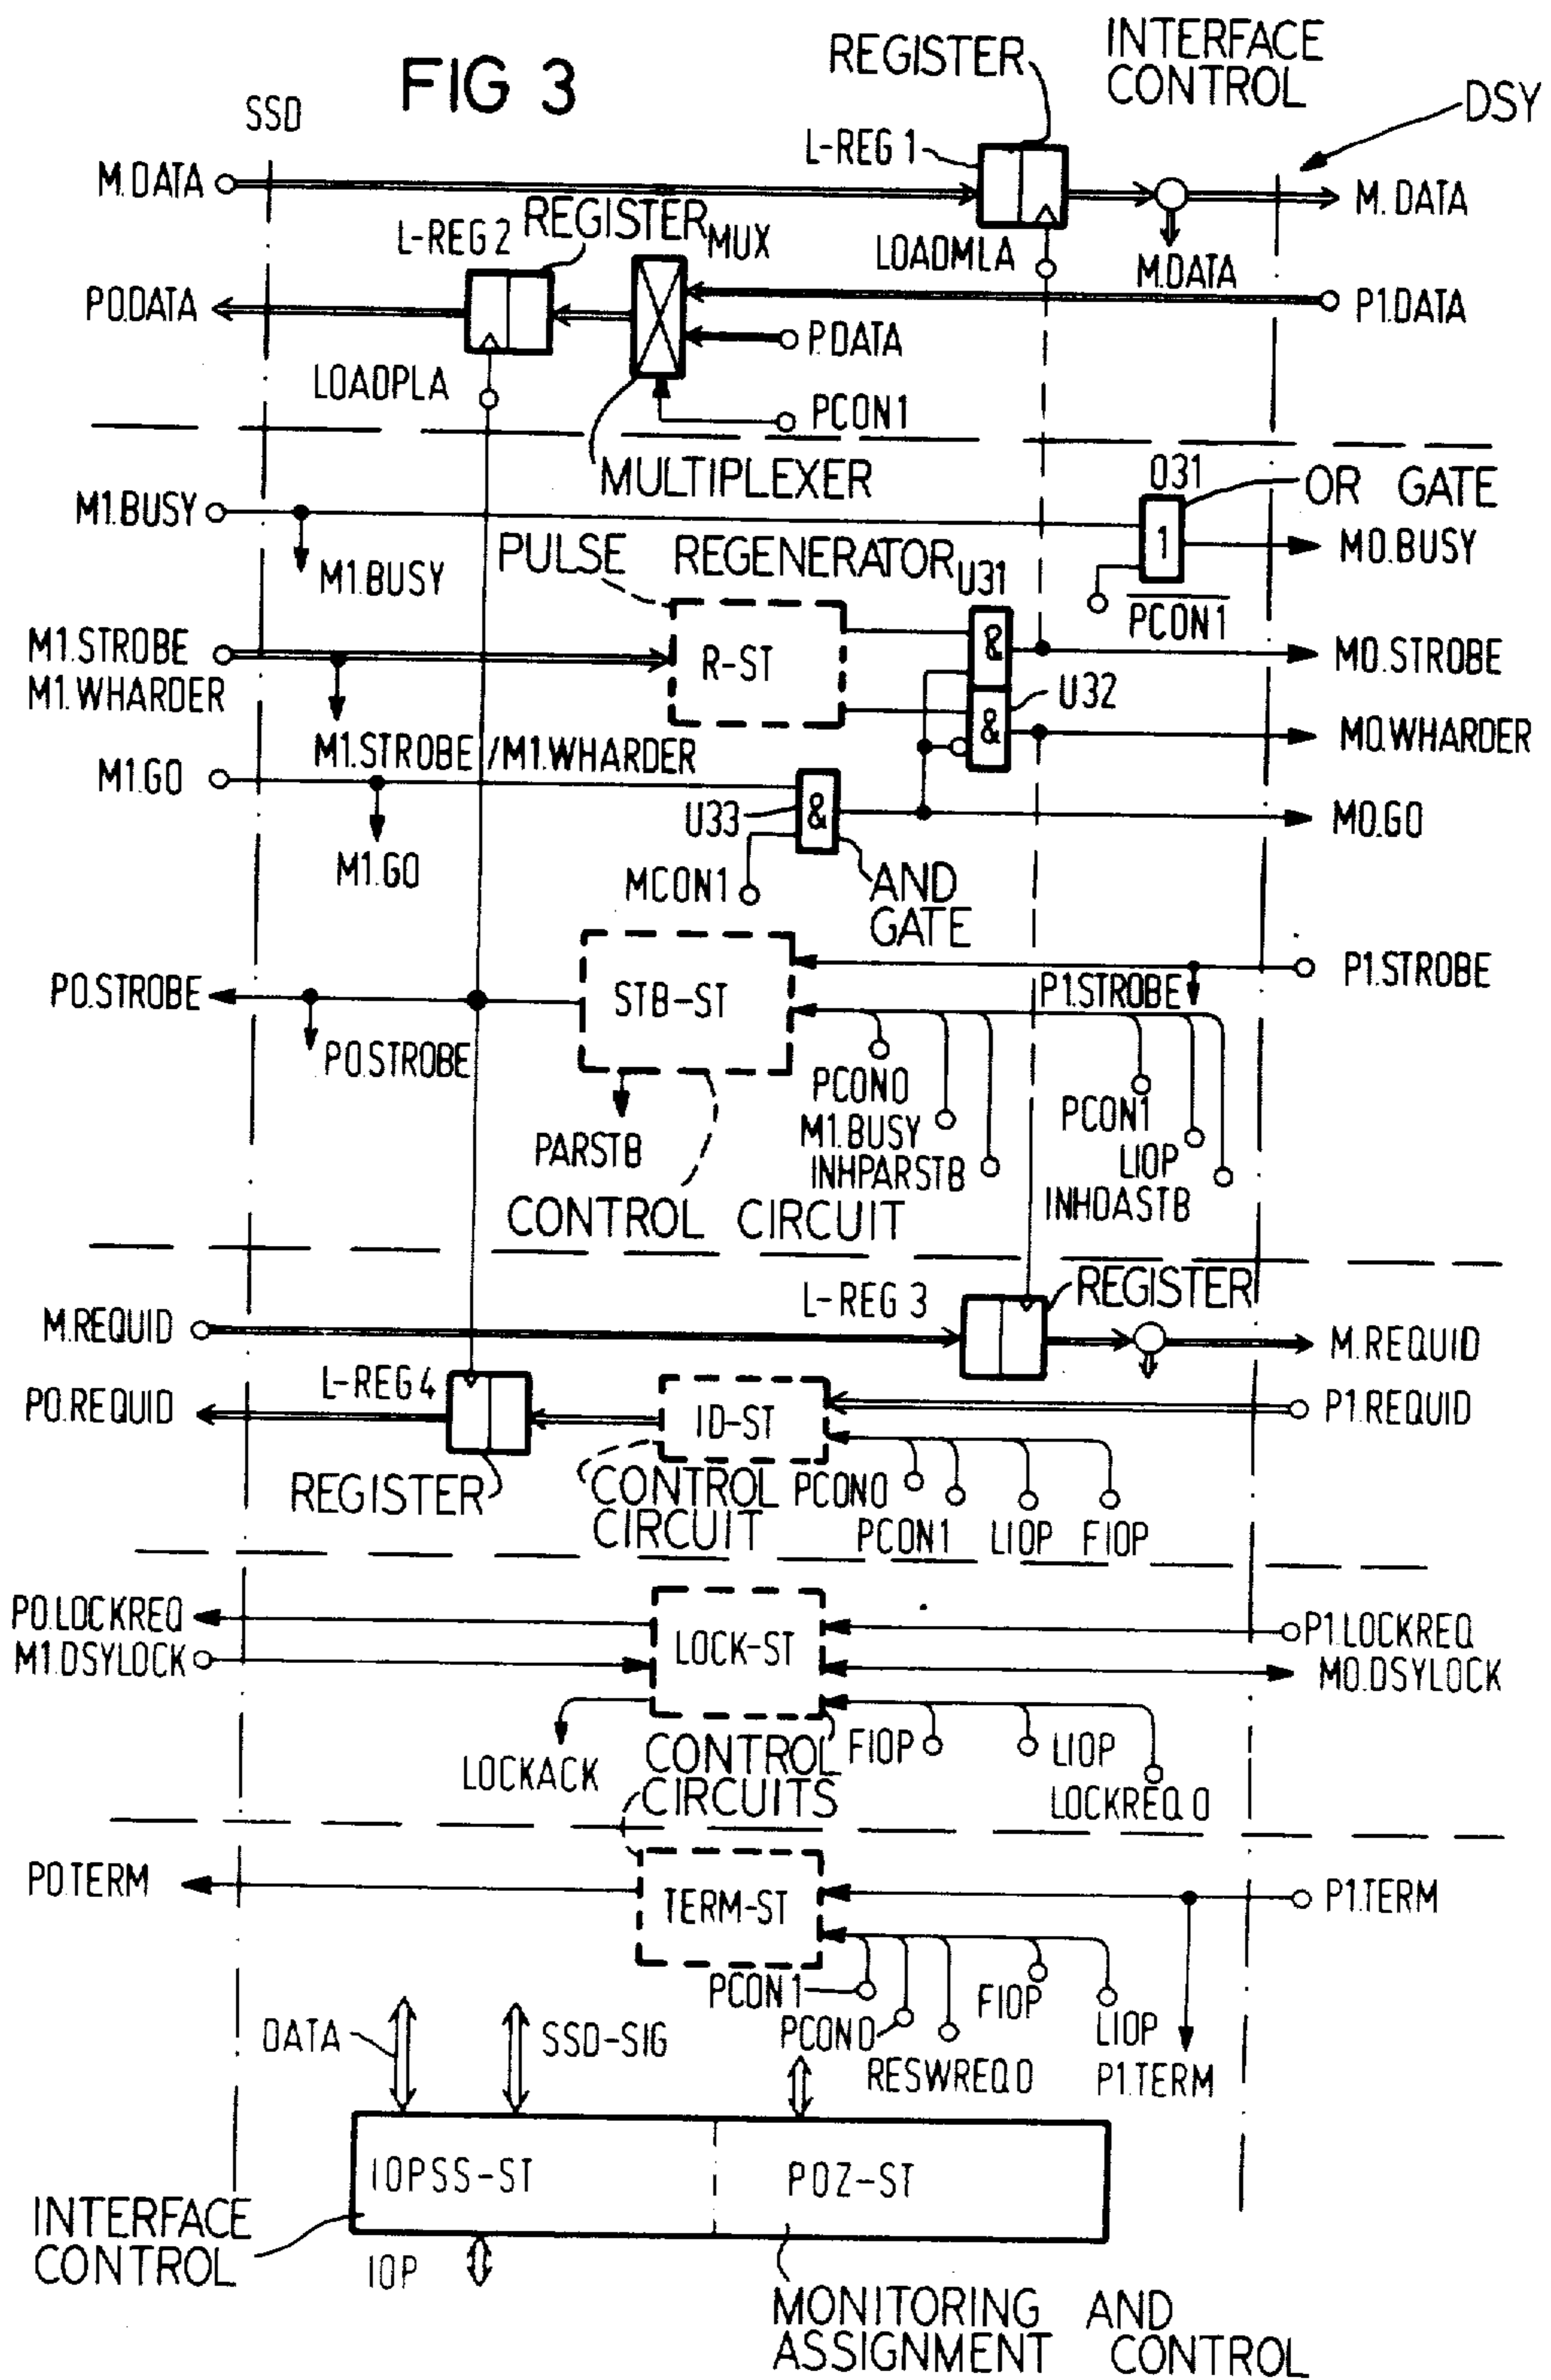 FIG 3
REGISTER
INTERFACE
CONTROL
DSY
SSD
L-REG 1
M.DATA
M.DATA
L-REG 2
REGISTER
MUX
LOADMLA
M.DATA
P0.DATA
P1.DATA
P.DATA
LOADPLA
PCON1
MULTIPLEXER
O31
OR GATE
M1.BUSY
1
M0.BUSY
PULSE REGENERATOR
U31
M1.BUSY
PCON1
M1.STROBE
M1.WHARDER
R-ST
&
M0.STROBE
U32
&
M0.WHARDER
M1.STROBE/M1.WHARDER
M1.GO
U33
&
M0.GO
M1.GO
MCON1
AND
GATE
P1.STROBE
P0.STROBE
STB-ST
P1.STROBE
P0.STROBE
PCON0
M1.BUSY
INHPARSTB
PCON1
LIOP
INHDASTB
PARSTB
CONTROL CIRCUIT
L-REG 3
REGISTER
M.REQUID
M.REQUID
L-REG 4
P0.REQUID
ID-ST
P1.REQUID
REGISTER
CONTROL
CIRCUIT
PCON0
PCON1
LIOP
FIOP
P0.LOCKREQ
P1.LOCKREQ
M1.DSYLOCK
LOCK-ST
M0.DSYLOCK
LOCKACK
CONTROL
CIRCUITS
FIOP
LIOP
LOCKREQ.0
P0.TERM
TERM-ST
P1.TERM
PCON1
PCON0
RESWREQ.0
FIOP
LIOP
P1.TERM
DATA
SSD-SIG
IOPSS-ST
PDZ-ST
INTERFACE
CONTROL
IOP
MONITORING AND
ASSIGNMENT CONTROL